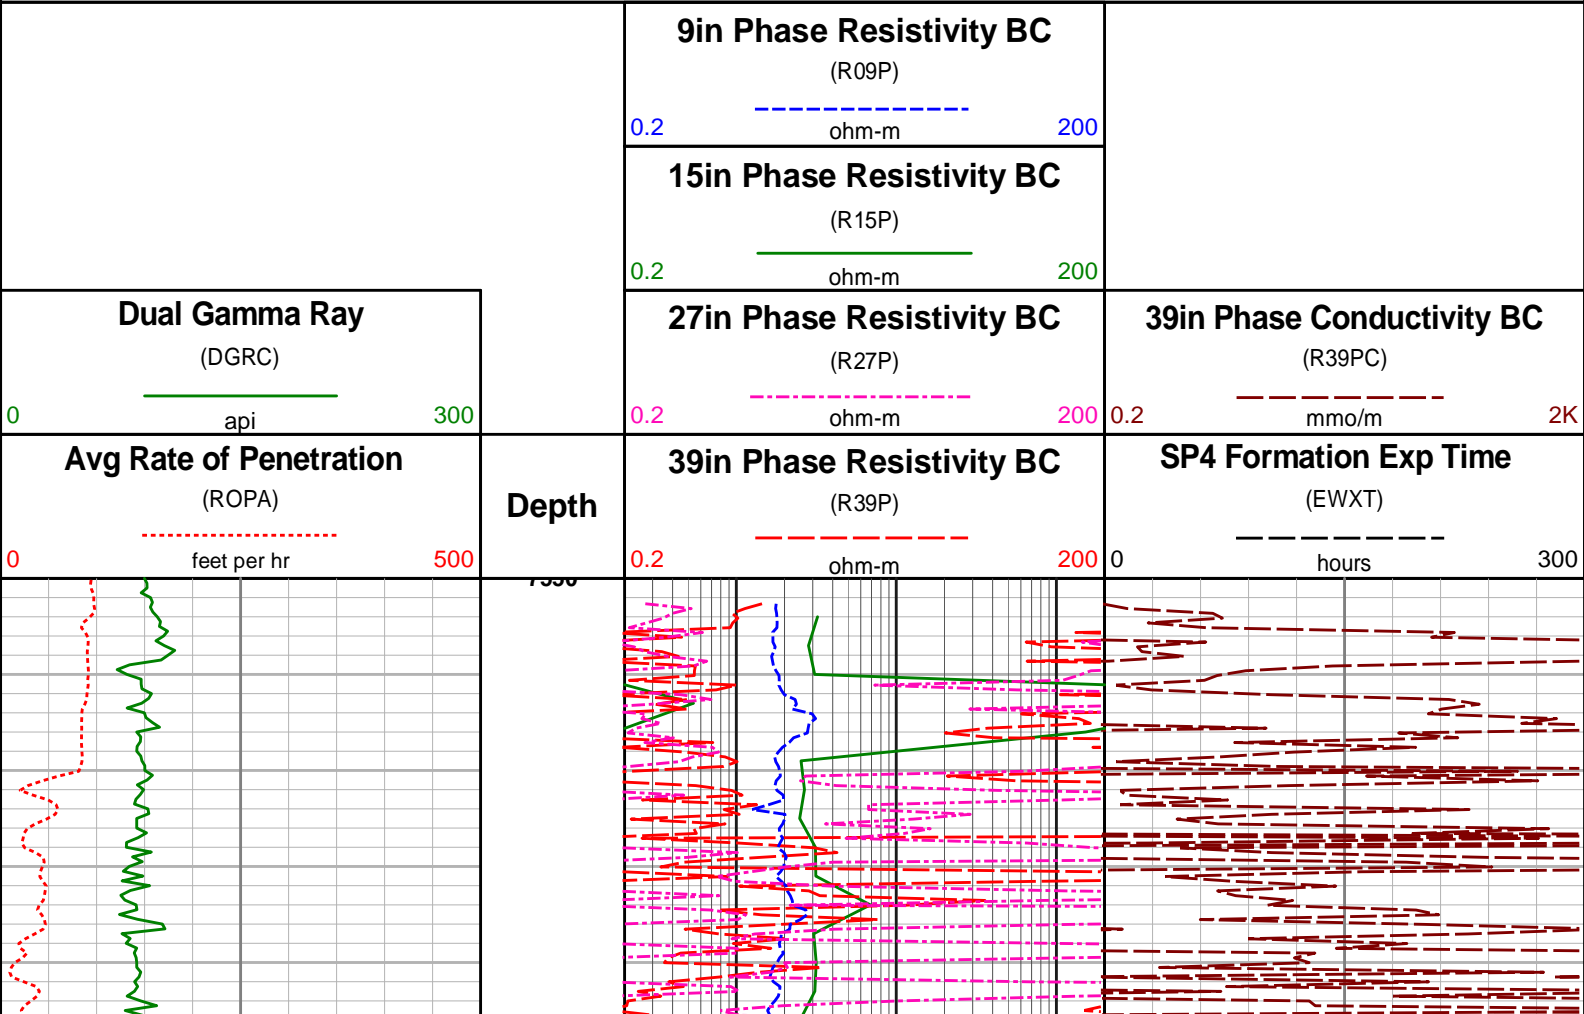 9in Phase Resistivity BC
(R09P)
0.2 ohm-m 200
15in Phase Resistivity BC
(R15P)
0.2 ohm-m 200
Dual Gamma Ray
(DGRC)
0 api 300
27in Phase Resistivity BC
(R27P)
0.2 ohm-m 200
39in Phase Conductivity BC
(R39PC)
0.2 mmo/m 2K
Avg Rate of Penetration
(ROPA)
0 feet per hr 500
Depth
39in Phase Resistivity BC
(R39P)
0.2 ohm-m 200
SP4 Formation Exp Time
(EWXT)
0 hours 300